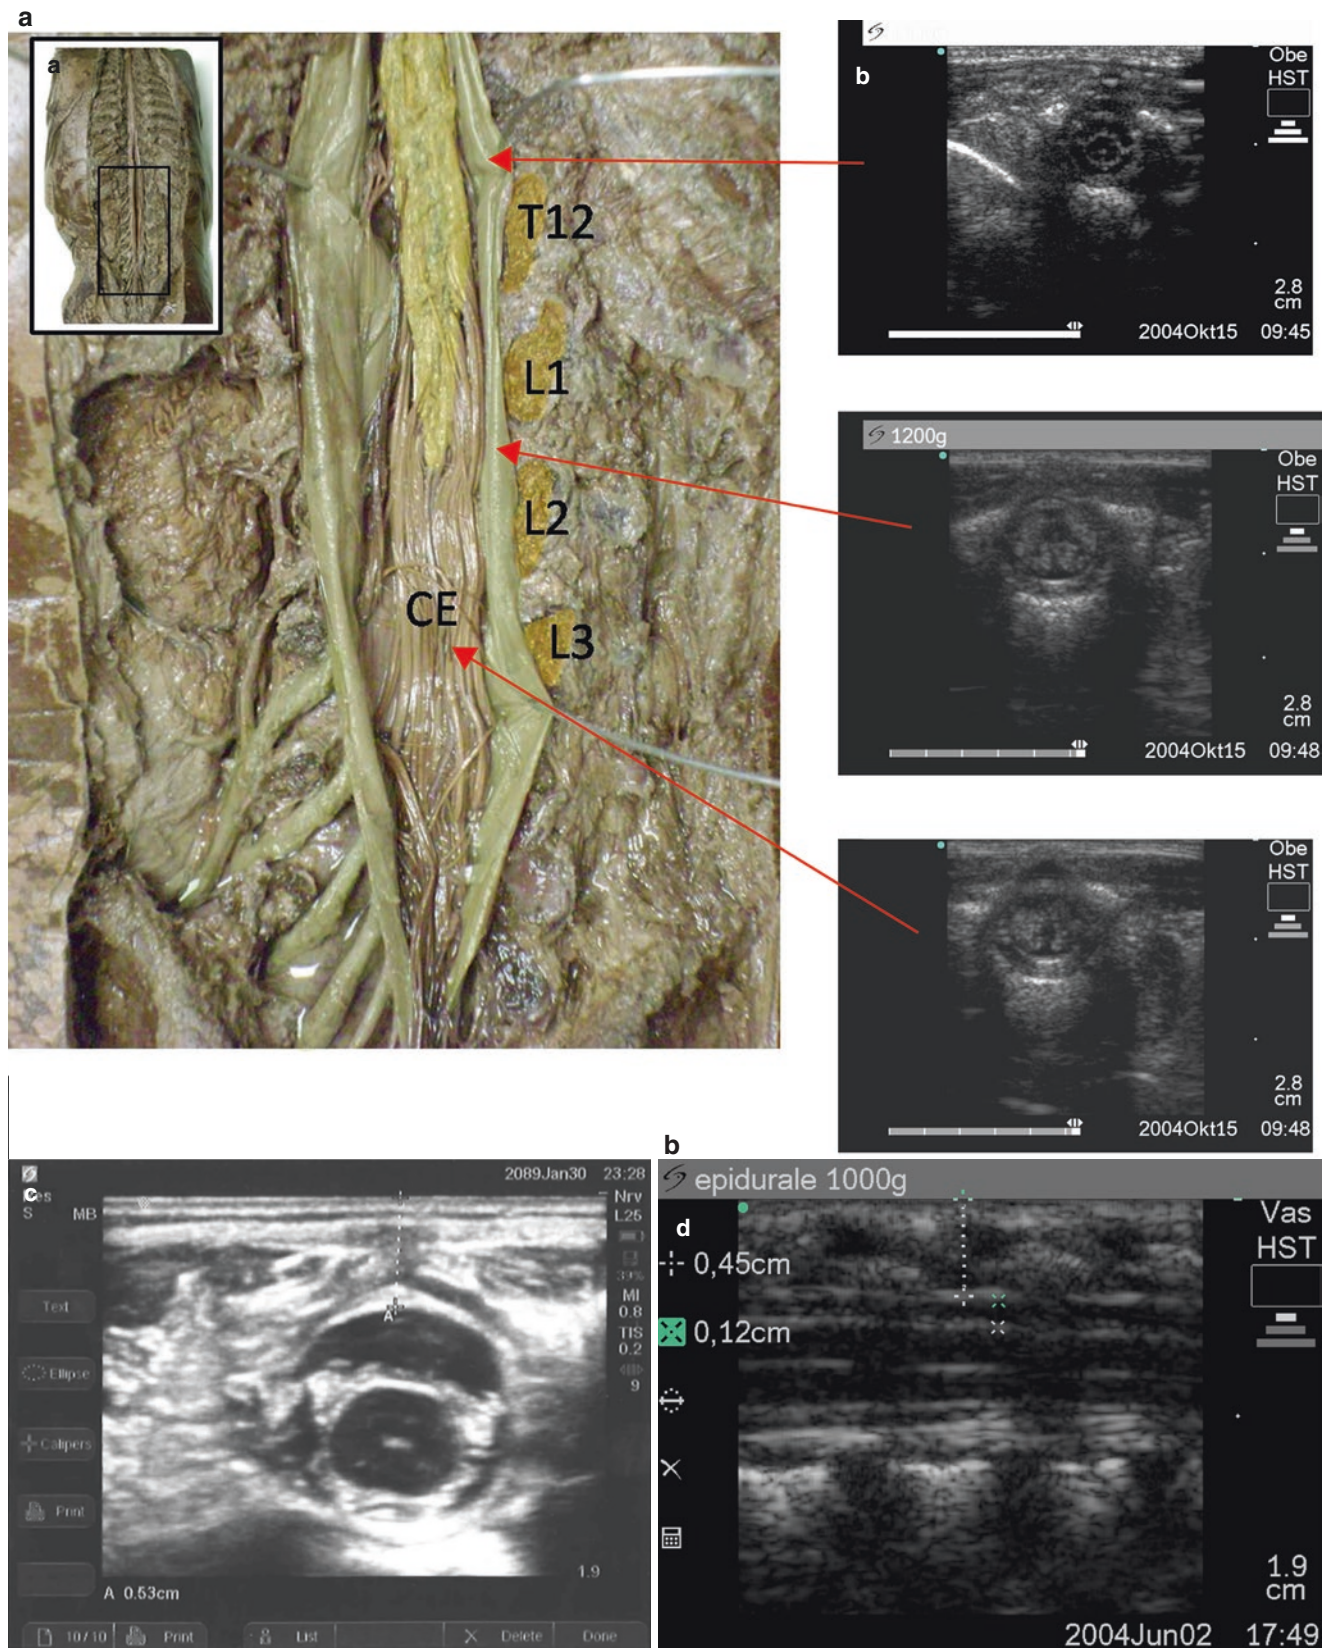 a
a
T12
L1
L2
CE
L3
b
Obe
HST
2.8
cm
2004Okt15 09:45
1200g
Obe
HST
2.8
cm
2004Okt15 09:48
Obe
HST
2.8
cm
2004Okt15 09:48
b
2089Jan30 23:28
c
S MB
Nrv
L25
39%
MI
0.8
TIS
0.2
9
Text
Ellipse
Calipers
Print
A
1.9
A 0.53cm
10/10 Print List Delete Done
epidurale 1000g
d
Vas
HST
0,45cm
0,12cm
1.9
cm
2004Jun02 17:49